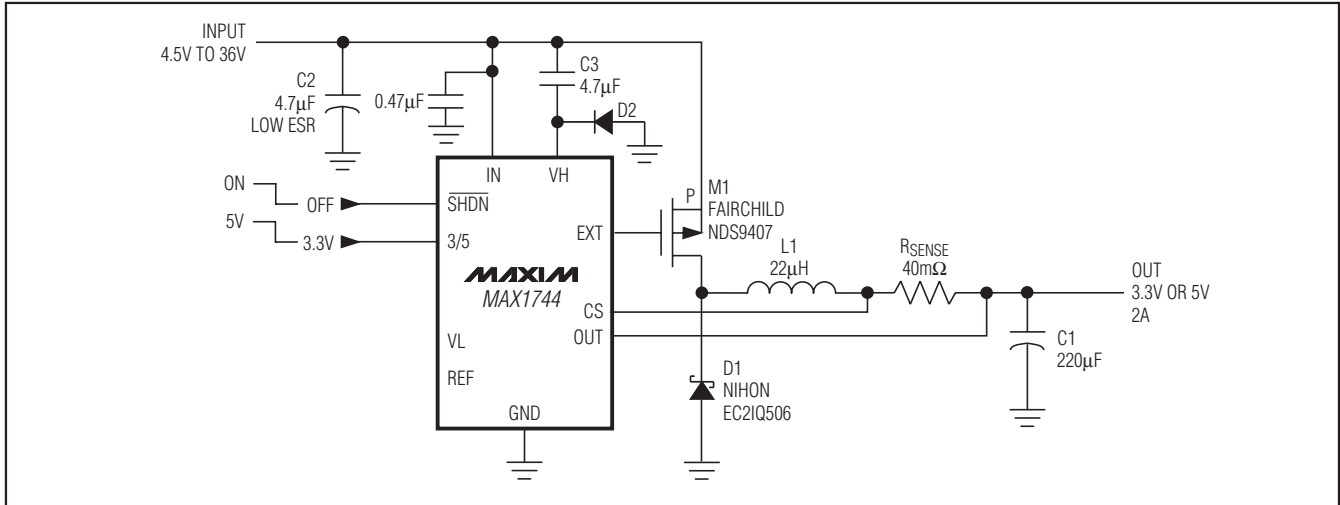 INPUT
4.5V TO 36V
C2
4.7µF
LOW ESR
0.47µF
C3
4.7µF
D2
IN
VH
ON
OFF
SHDN
5V
3.3V
3/5
EXT
MAXIM
MAX1744
CS
OUT
VL
REF
GND
P
M1
FAIRCHILD
NDS9407
L1
22µH
RSENSE
40mΩ
OUT
3.3V OR 5V
2A
C1
220µF
D1
NIHON
EC2IQ506